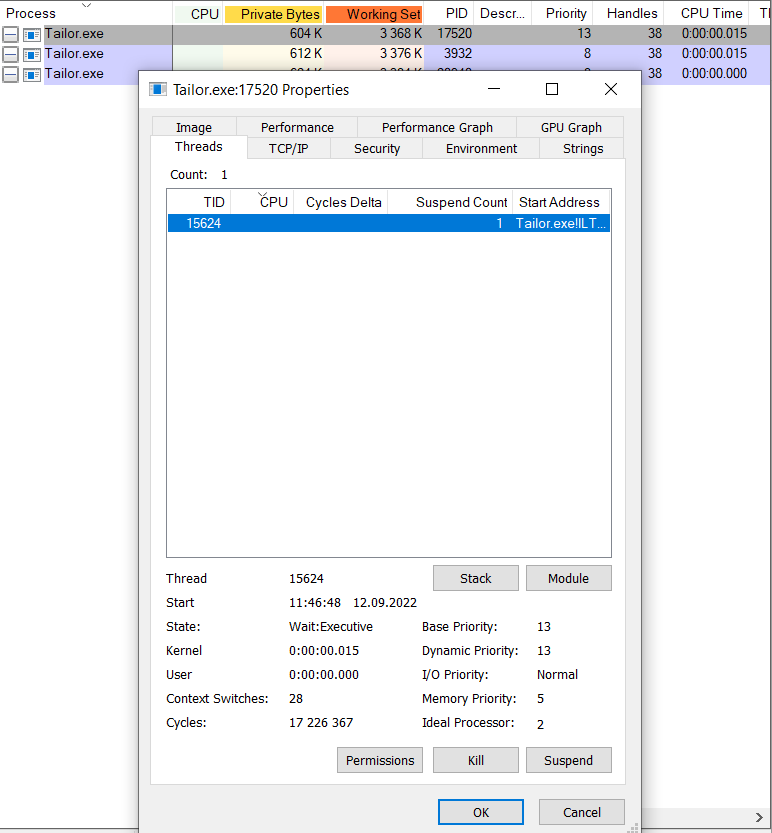 Process CPU Private Bytes Working Set PID Descr... Priority Handles CPU Time
Tailor.exe 604 K 3 368 K 17520 13 38 0:00:00.015
Tailor.exe 612 K 3 376 K 3932 8 38 0:00:00.015
Tailor.exe 38 0:00:00.000
Tailor.exe:17520 Properties
Image Performance Performance Graph GPU Graph
Threads TCP/IP Security Environment Strings
Count: 1
TID CPU Cycles Delta Suspend Count Start Address
15624 1 Tailor.exe!ILT...
Thread 15624 Stack Module
Start 11:46:48 12.09.2022
State: Wait:Executive Base Priority: 13
Kernel 0:00:00.015 Dynamic Priority: 13
User 0:00:00.000 I/O Priority: Normal
Context Switches: 28 Memory Priority: 5
Cycles: 17 226 367 Ideal Processor: 2
Permissions Kill Suspend
OK Cancel